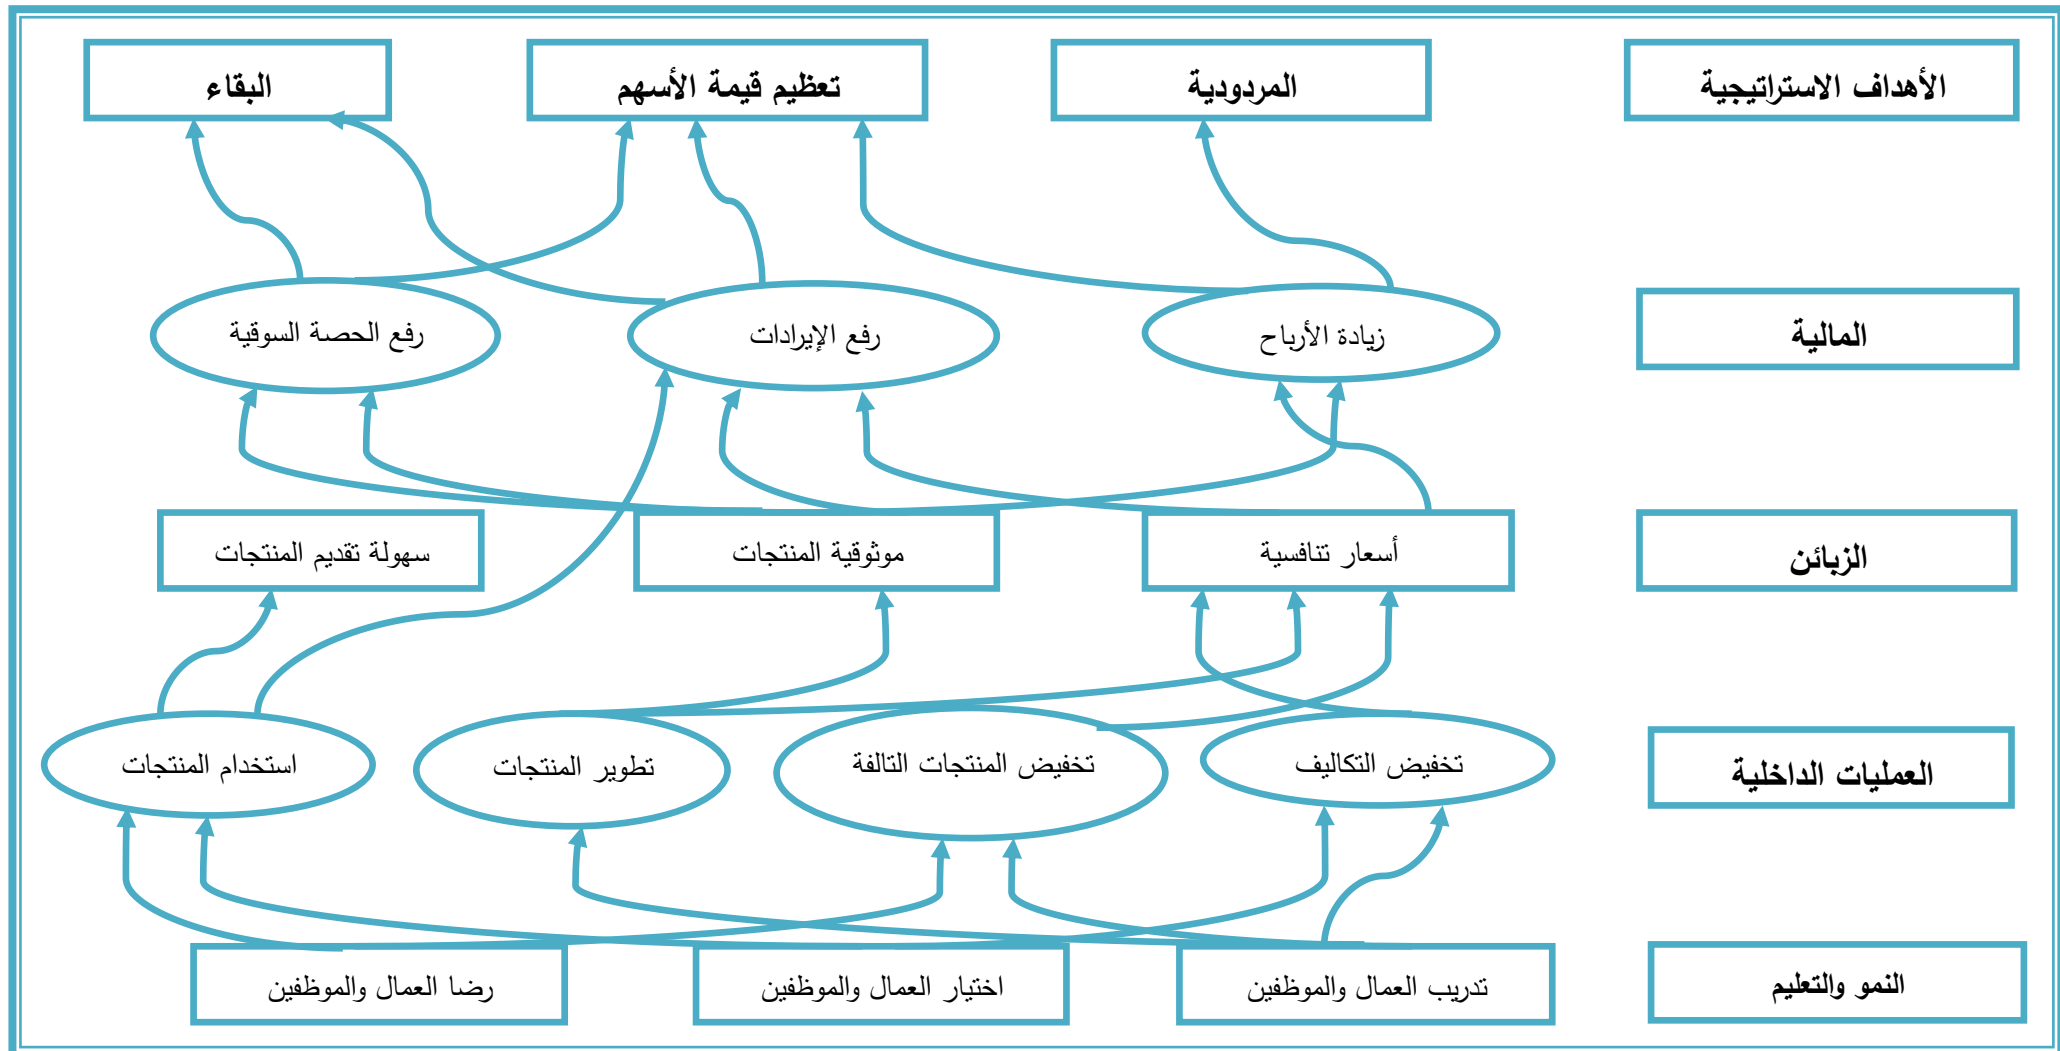 الأهداف الاستراتيجية
المردودية
تعظيم قيمة الأسهم
البقاء
المالية
زيادة الأرباح
رفع الإيرادات
رفع الحصة السوقية
الزبائن
أسعار تنافسية
موثوقية المنتجات
سهولة تقديم المنتجات
العمليات الداخلية
تخفيض التكاليف
تخفيض المنتجات التالفة
تطوير المنتجات
استخدام المنتجات
النمو والتعليم
تدريب العمال والموظفين
اختيار العمال والموظفين
رضا العمال والموظفين